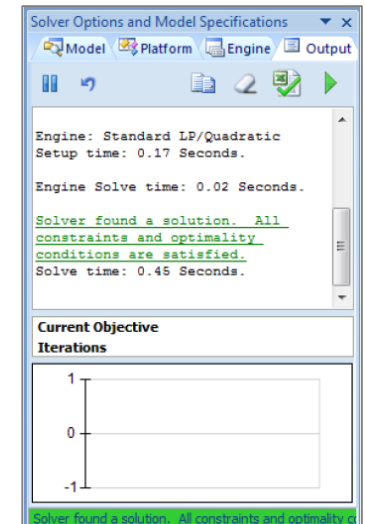 Solver Options and Model Specifications
Model Platform Engine Output
Engine: Standard LP/Quadratic
Setup time: 0.17 Seconds.
Engine Solve time: 0.02 Seconds.
Solver found a solution. All
constraints and optimality
conditions are satisfied.
Solve time: 0.45 Seconds.
Current Objective
Iterations
1
0
-1
Solver found a solution. All constraints and optimality co